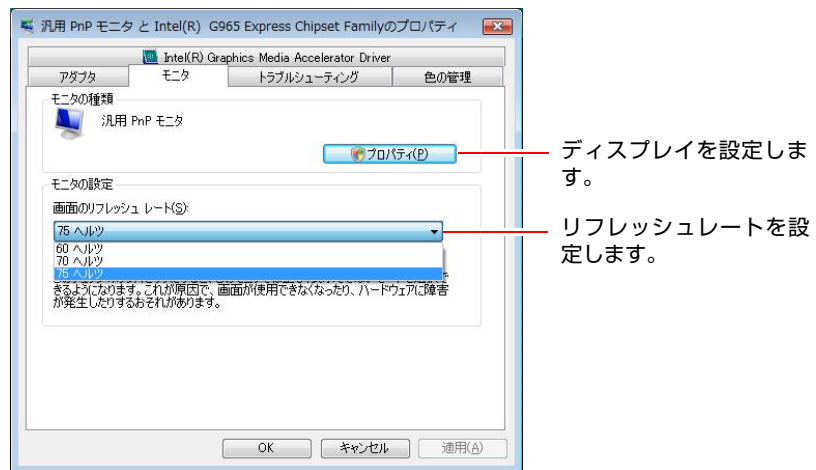 汎用 PnP モニタ と Intel(R) G965 Express Chipset Familyのプロパティ
Intel(R) Graphics Media Accelerator Driver
アダプタ モニタ トラブルシューティング 色の管理
モニタの種類
汎用 PnP モニタ
プロパティ(P)
ディスプレイを設定しま
す。
モニタの設定
画面のリフレッシュ レート(S):
75 ヘルツ
リフレッシュレートを設
定します。
60 ヘルツ
70 ヘルツ
75 ヘルツ
きるようになります。これが原因で、画面が使用できなくなったり、ハードウェアに障害
が発生したりするおそれがあります。
OK キャンセル 適用(A)